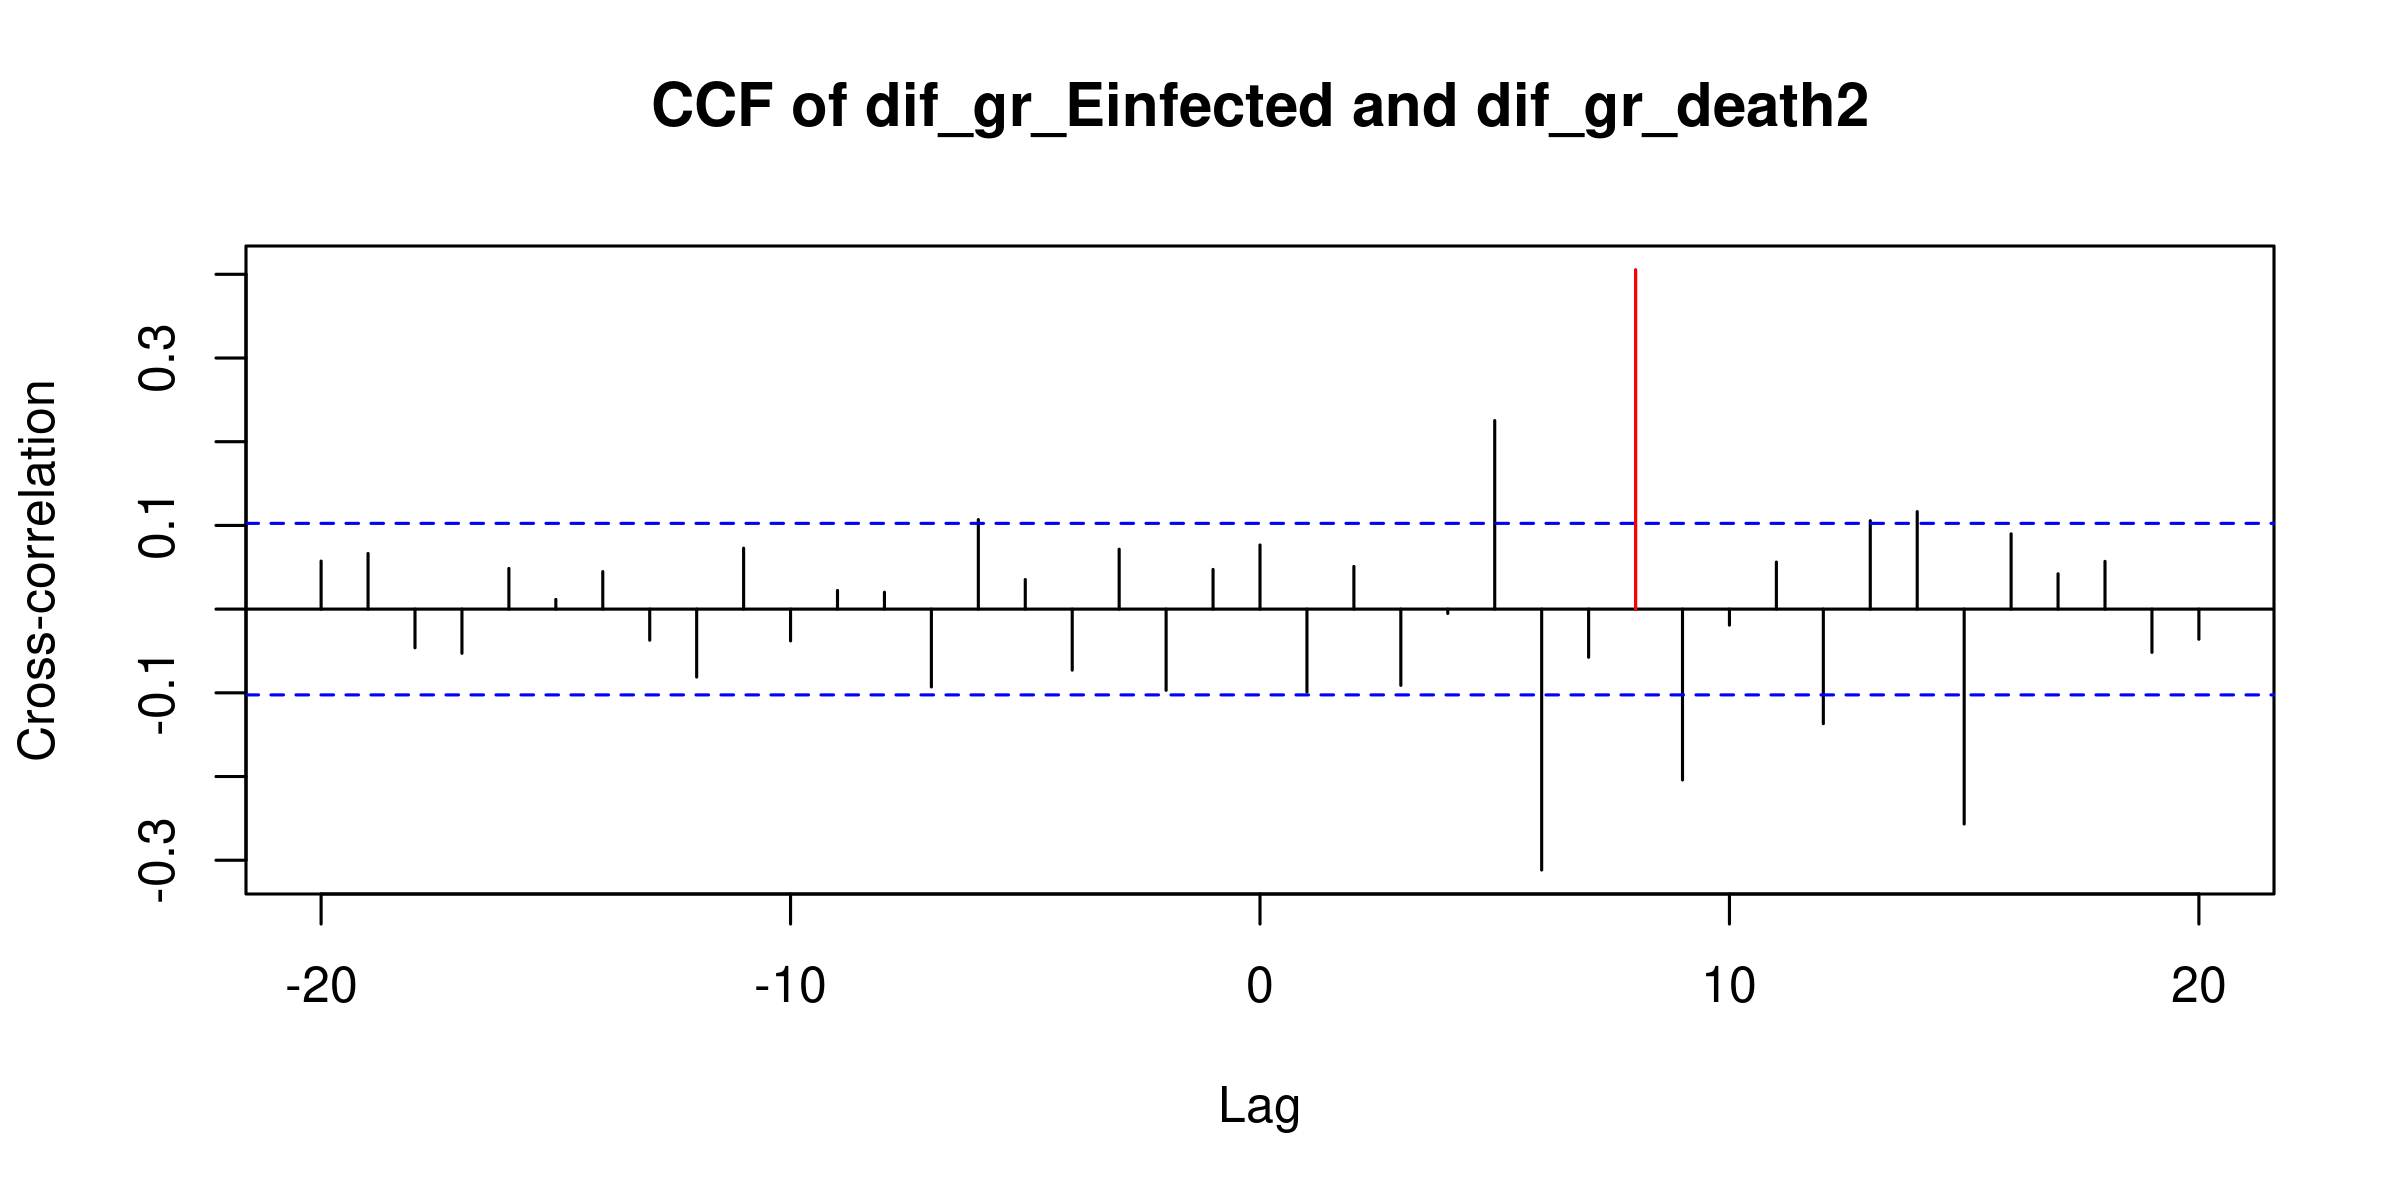 CCF of dif_gr_Einfected and dif_gr_death2
Cross-correlation
0.3
0.1
-0.1
-0.3
-20 -10 0 10 20
Lag